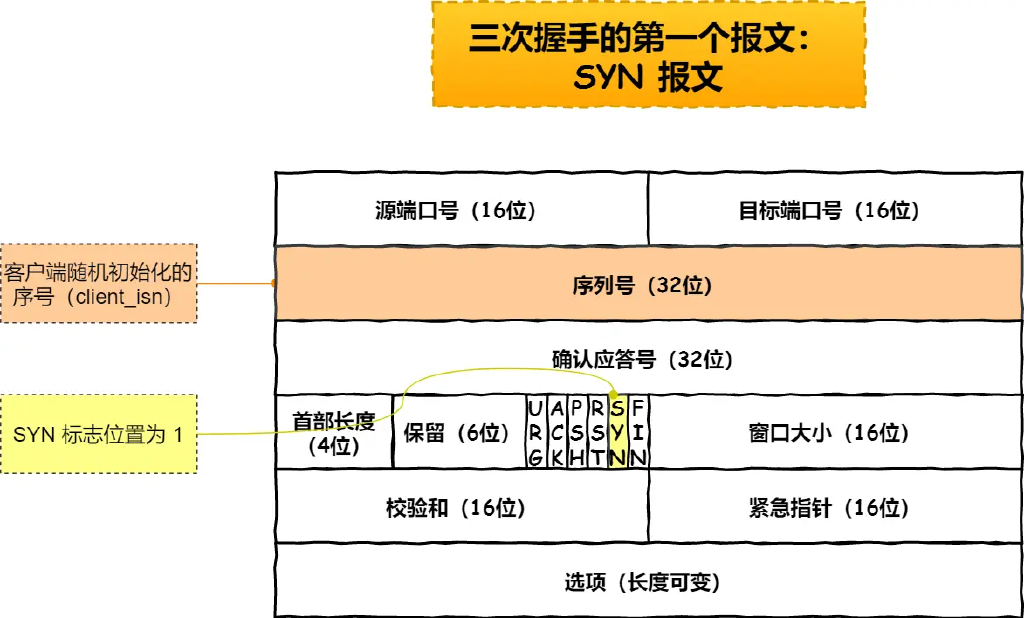 三次握手的第一个报文：
SYN 报文
源端口号（16位）
目标端口号（16位）
客户端随机初始化的
序号（client_isn）
序列号（32位）
确认应答号（32位）
SYN 标志位置为 1
首部长度
（4位）
保留（6位）
URG
ACK
PSH
RST
SYN
FIN
窗口大小（16位）
校验和（16位）
紧急指针（16位）
选项（长度可变）